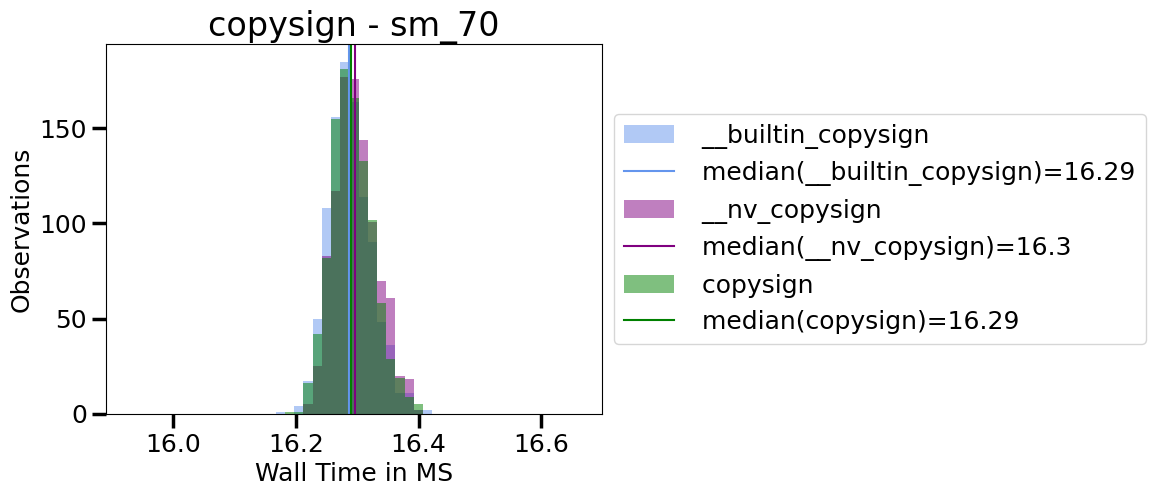 copysign - sm_70
Observations
150
100
50
0
16.0 16.2 16.4 16.6
Wall Time in MS
__builtin_copysign
median(__builtin_copysign)=16.29
__nv_copysign
median(__nv_copysign)=16.3
copysign
median(copysign)=16.29